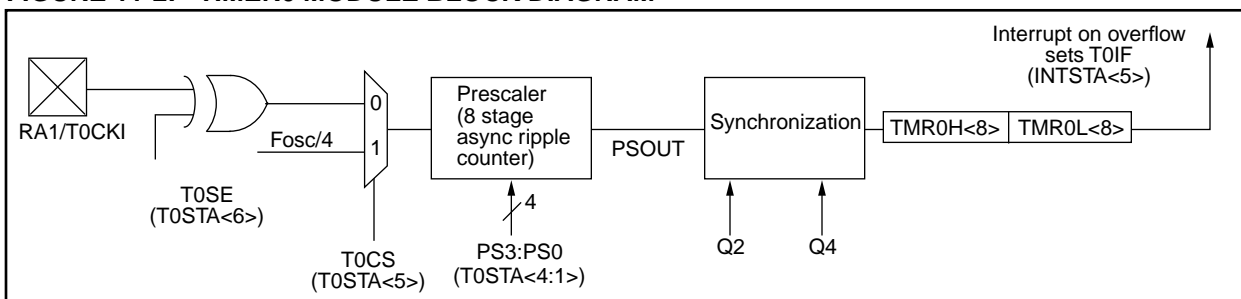 FIGURE 11-2: TMER0 MODULE BLOCK DIAGRAM
Interrupt on overflow
sets T0IF
(INTSTA<5>)
RA1/T0CKI
T0SE
(T0STA<6>)
Fosc/4
0
1
T0CS
(T0STA<5>)
Prescaler
(8 stage
async ripple
counter)
4
PS3:PS0
(T0STA<4:1>)
PSOUT
Synchronization
Q2
Q4
TMR0H<8>
TMR0L<8>